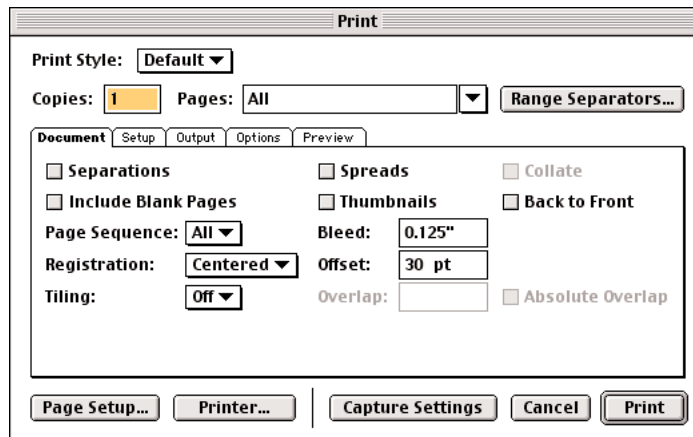 Print
Print Style: Default
Copies: 1 Pages: All Range Separators...
Document Setup Output Options Preview
Separations Spreads Collate
Include Blank Pages Thumbnails Back to Front
Page Sequence: All Bleed: 0.125"
Registration: Centered Offset: 30 pt
Tiling: Off Overlap: Absolute Overlap
Page Setup... Printer... Capture Settings Cancel Print